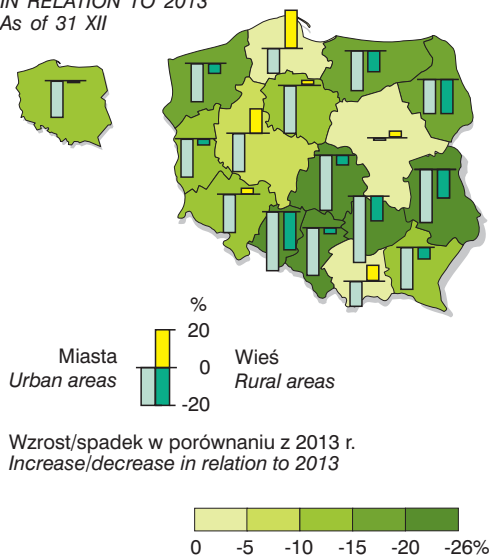 IN RELATION TO 2013
As of 31 XII
%
20
Miasta 0 Wieś
Urban areas Rural areas
-20
Wzrost/spadek w porównaniu z 2013 r.
Increase/decrease in relation to 2013
0 -5 -10 -15 -20 -26%